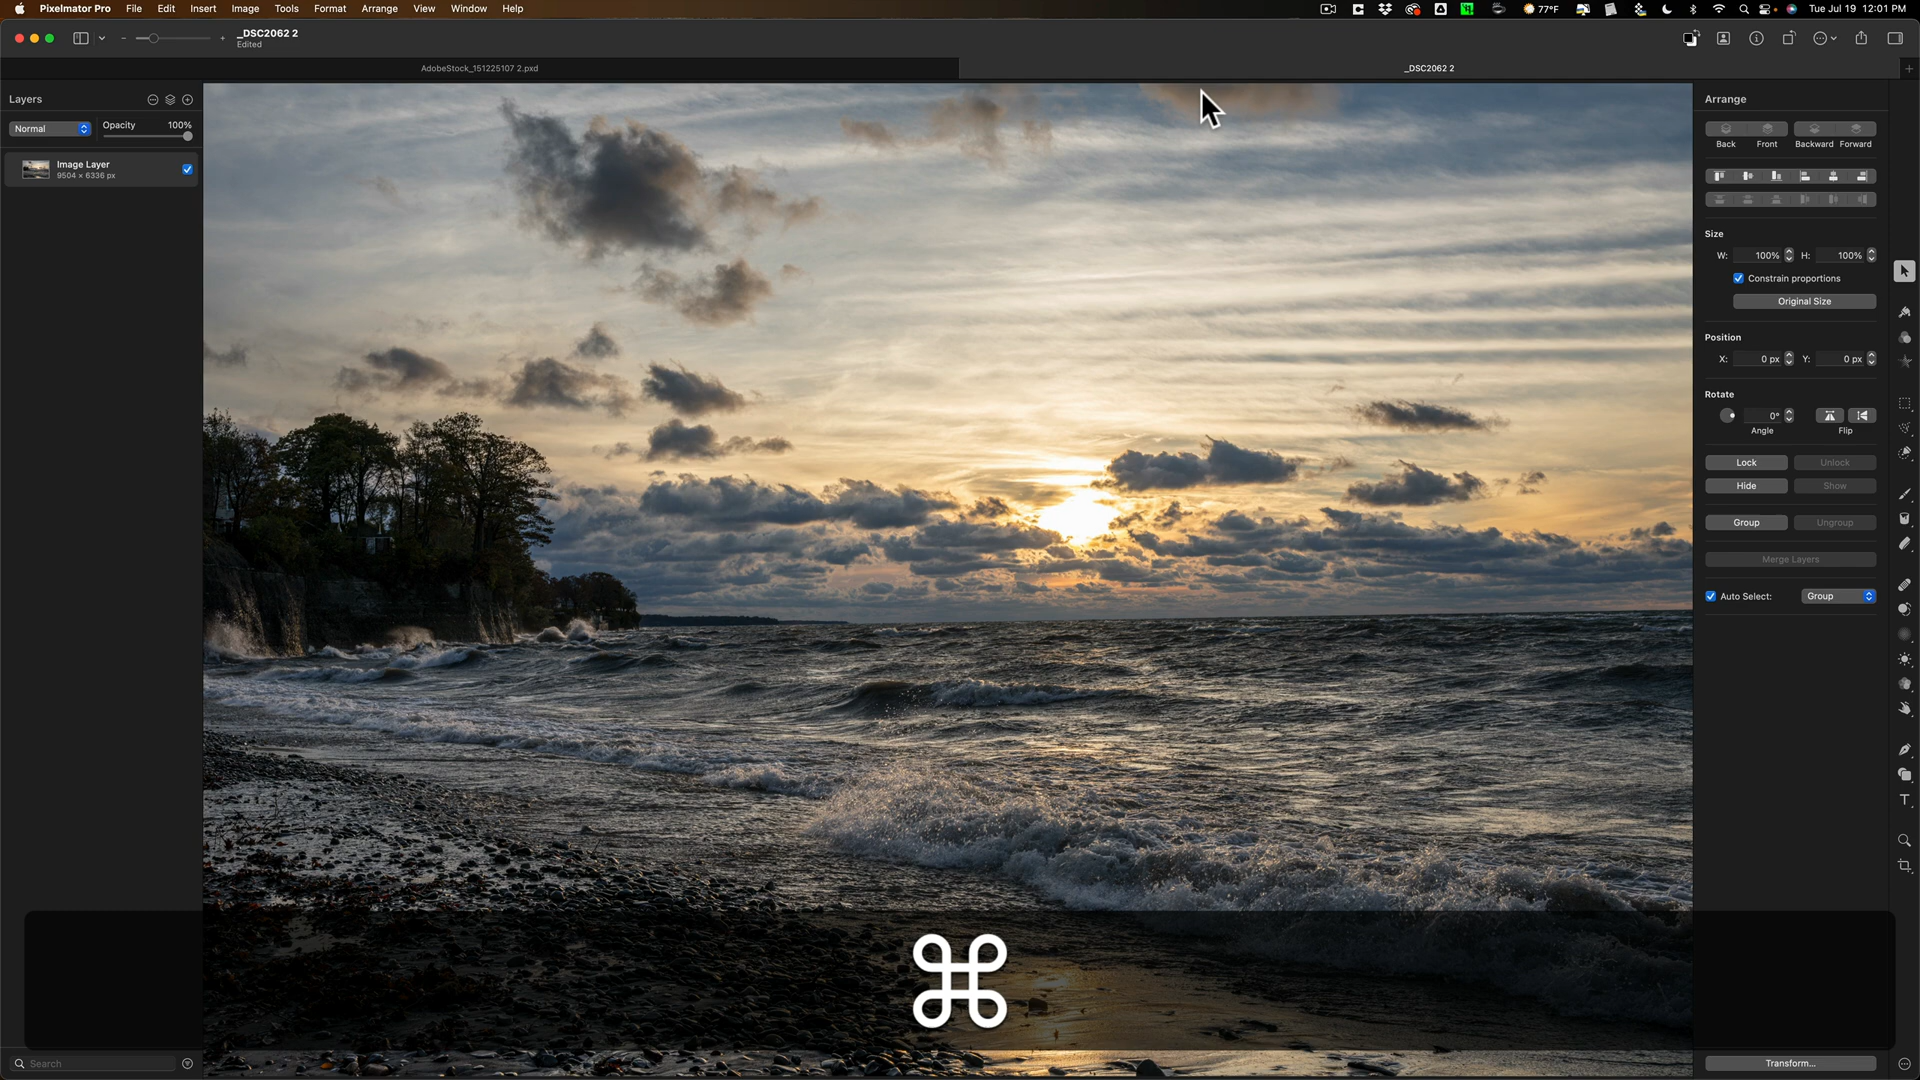 Pixelmator Pro File Edit Insert Image Tools Format Arrange View Window Help 77°F Tue Jul 19 12:01 PM
_DSC2062 2
Edited
AdobeStock_151225107 2.pxd
_DSC2062 2
Layers
Normal
Opacity 100%
Image Layer
9504 × 6336 px
Search
Arrange
Back Front Backward Forward
Size
W: 100% H: 100%
Constrain proportions
Original Size
Position
X: 0 px Y: 0 px
Rotate
0°
Angle Flip
Lock Unlock
Hide Show
Group Ungroup
Merge Layers
Auto Select: Group
Transform...
⌘